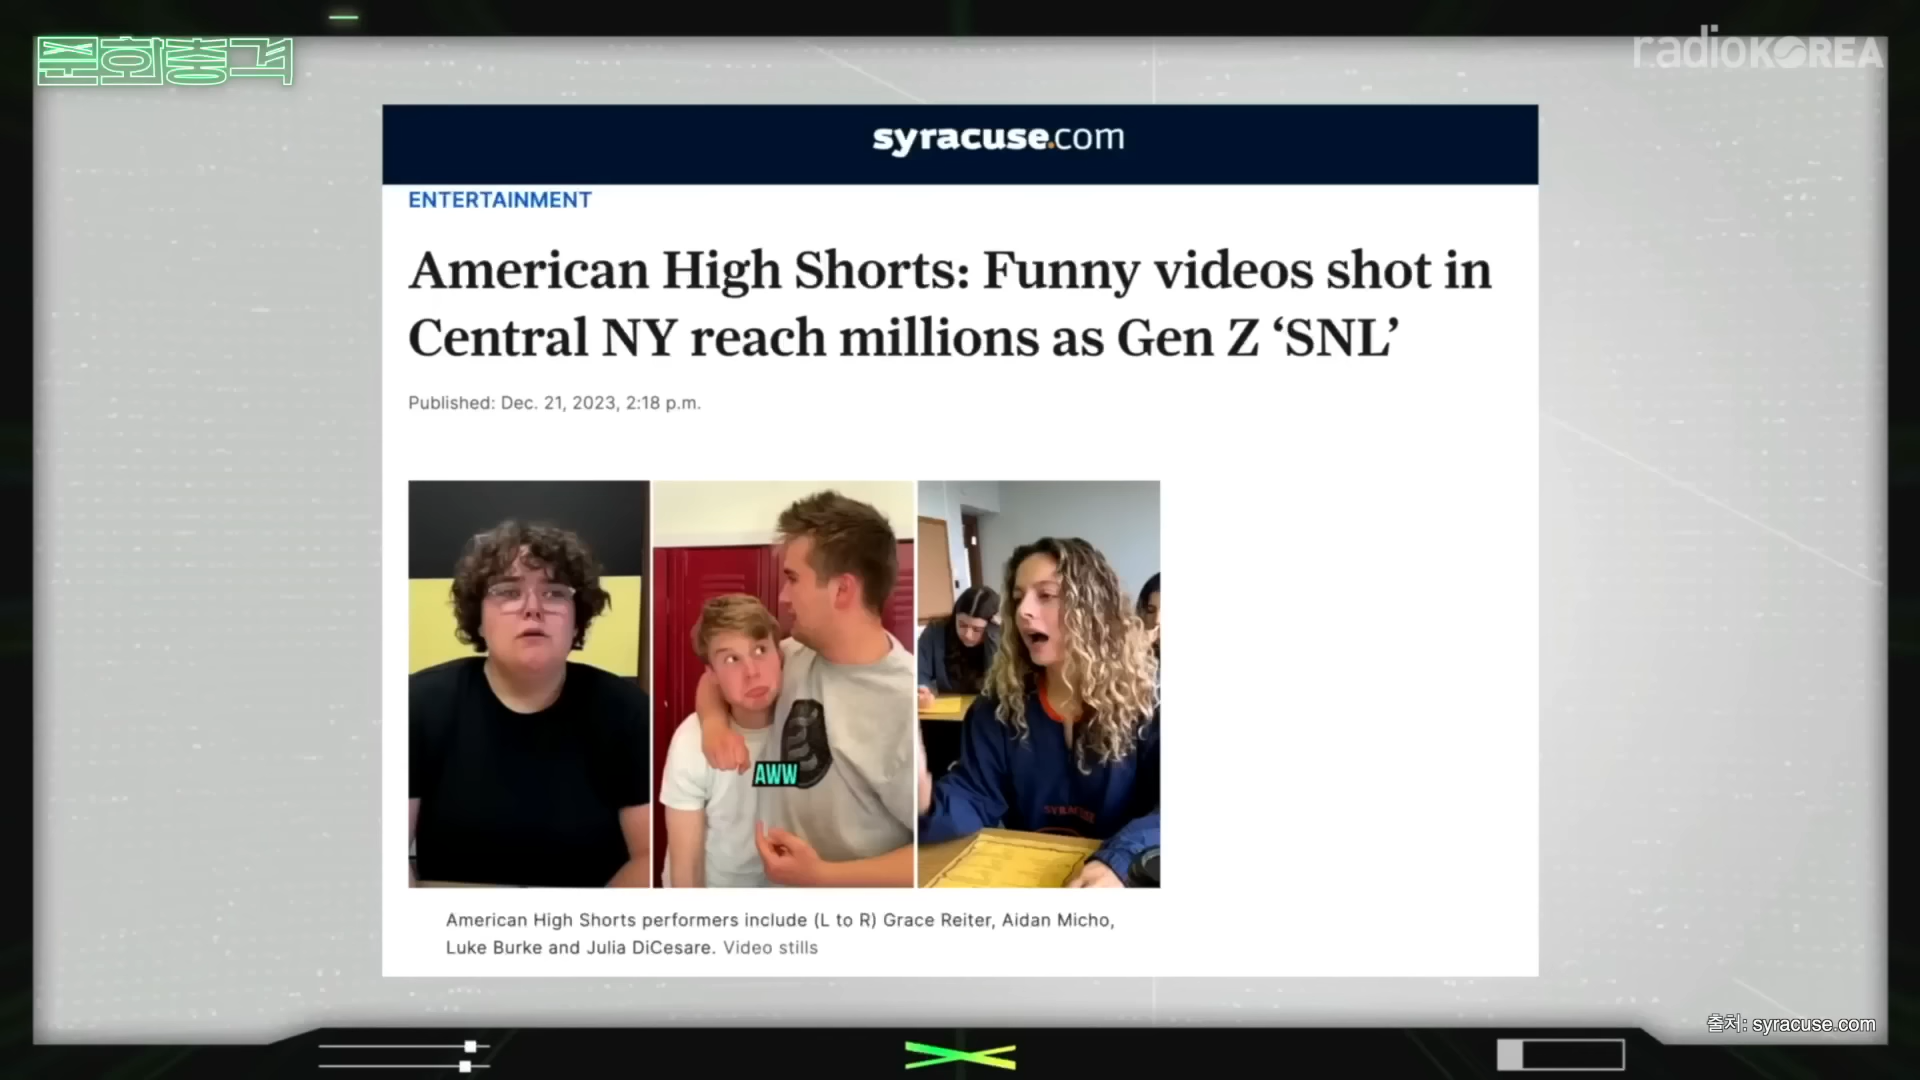 문화충격
radioKOREA
syracuse.com
ENTERTAINMENT
American High Shorts: Funny videos shot in
Central NY reach millions as Gen Z ‘SNL’
Published: Dec. 21, 2023, 2:18 p.m.
AWW
SYRACUSE
American High Shorts performers include (L to R) Grace Reiter, Aidan Micho,
Luke Burke and Julia DiCesare. Video stills
출처: syracuse.com